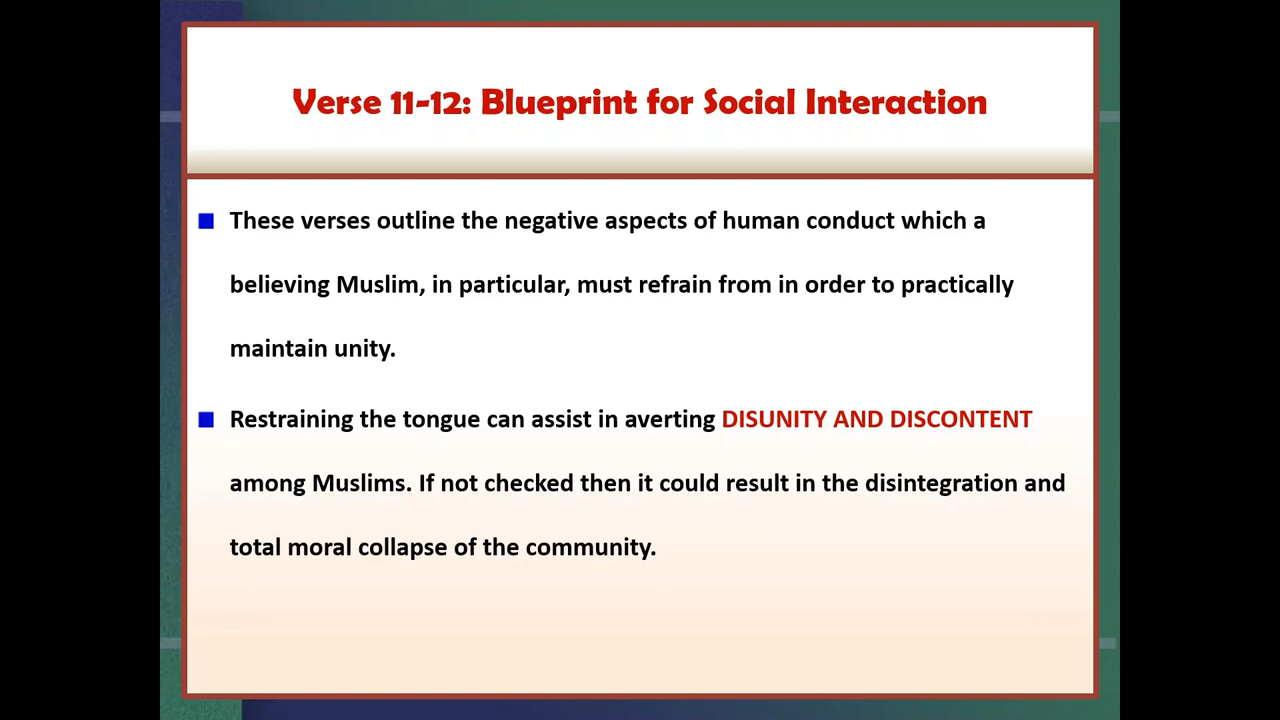 Verse 11-12: Blueprint for Social Interaction
These verses outline the negative aspects of human conduct which a
believing Muslim, in particular, must refrain from in order to practically
maintain unity.
Restraining the tongue can assist in averting DISUNITY AND DISCONTENT
among Muslims. If not checked then it could result in the disintegration and
total moral collapse of the community.